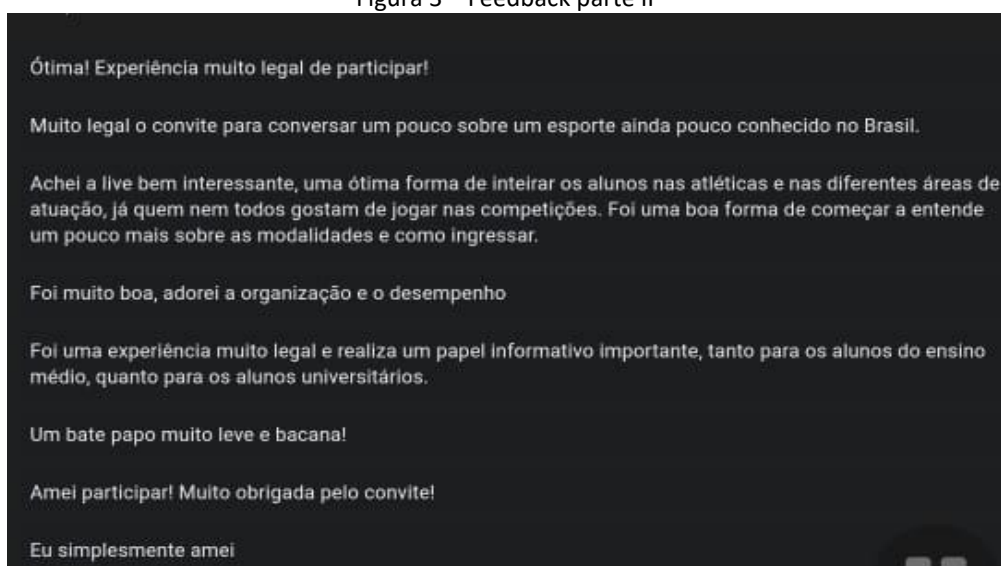 Figura 3 – Feedback parte II
Ótima! Experiência muito legal de participar!
Muito legal o convite para conversar um pouco sobre um esporte ainda pouco conhecido no Brasil.
Achei a live bem interessante, uma ótima forma de inteirar os alunos nas atléticas e nas diferentes áreas de
atuação, já quem nem todos gostam de jogar nas competições. Foi uma boa forma de começar a entende
um pouco mais sobre as modalidades e como ingressar.
Foi muito boa, adorei a organização e o desempenho
Foi uma experiência muito legal e realiza um papel informativo importante, tanto para os alunos do ensino
médio, quanto para os alunos universitários.
Um bate papo muito leve e bacana!
Amei participar! Muito obrigada pelo convite!
Eu simplesmente amei